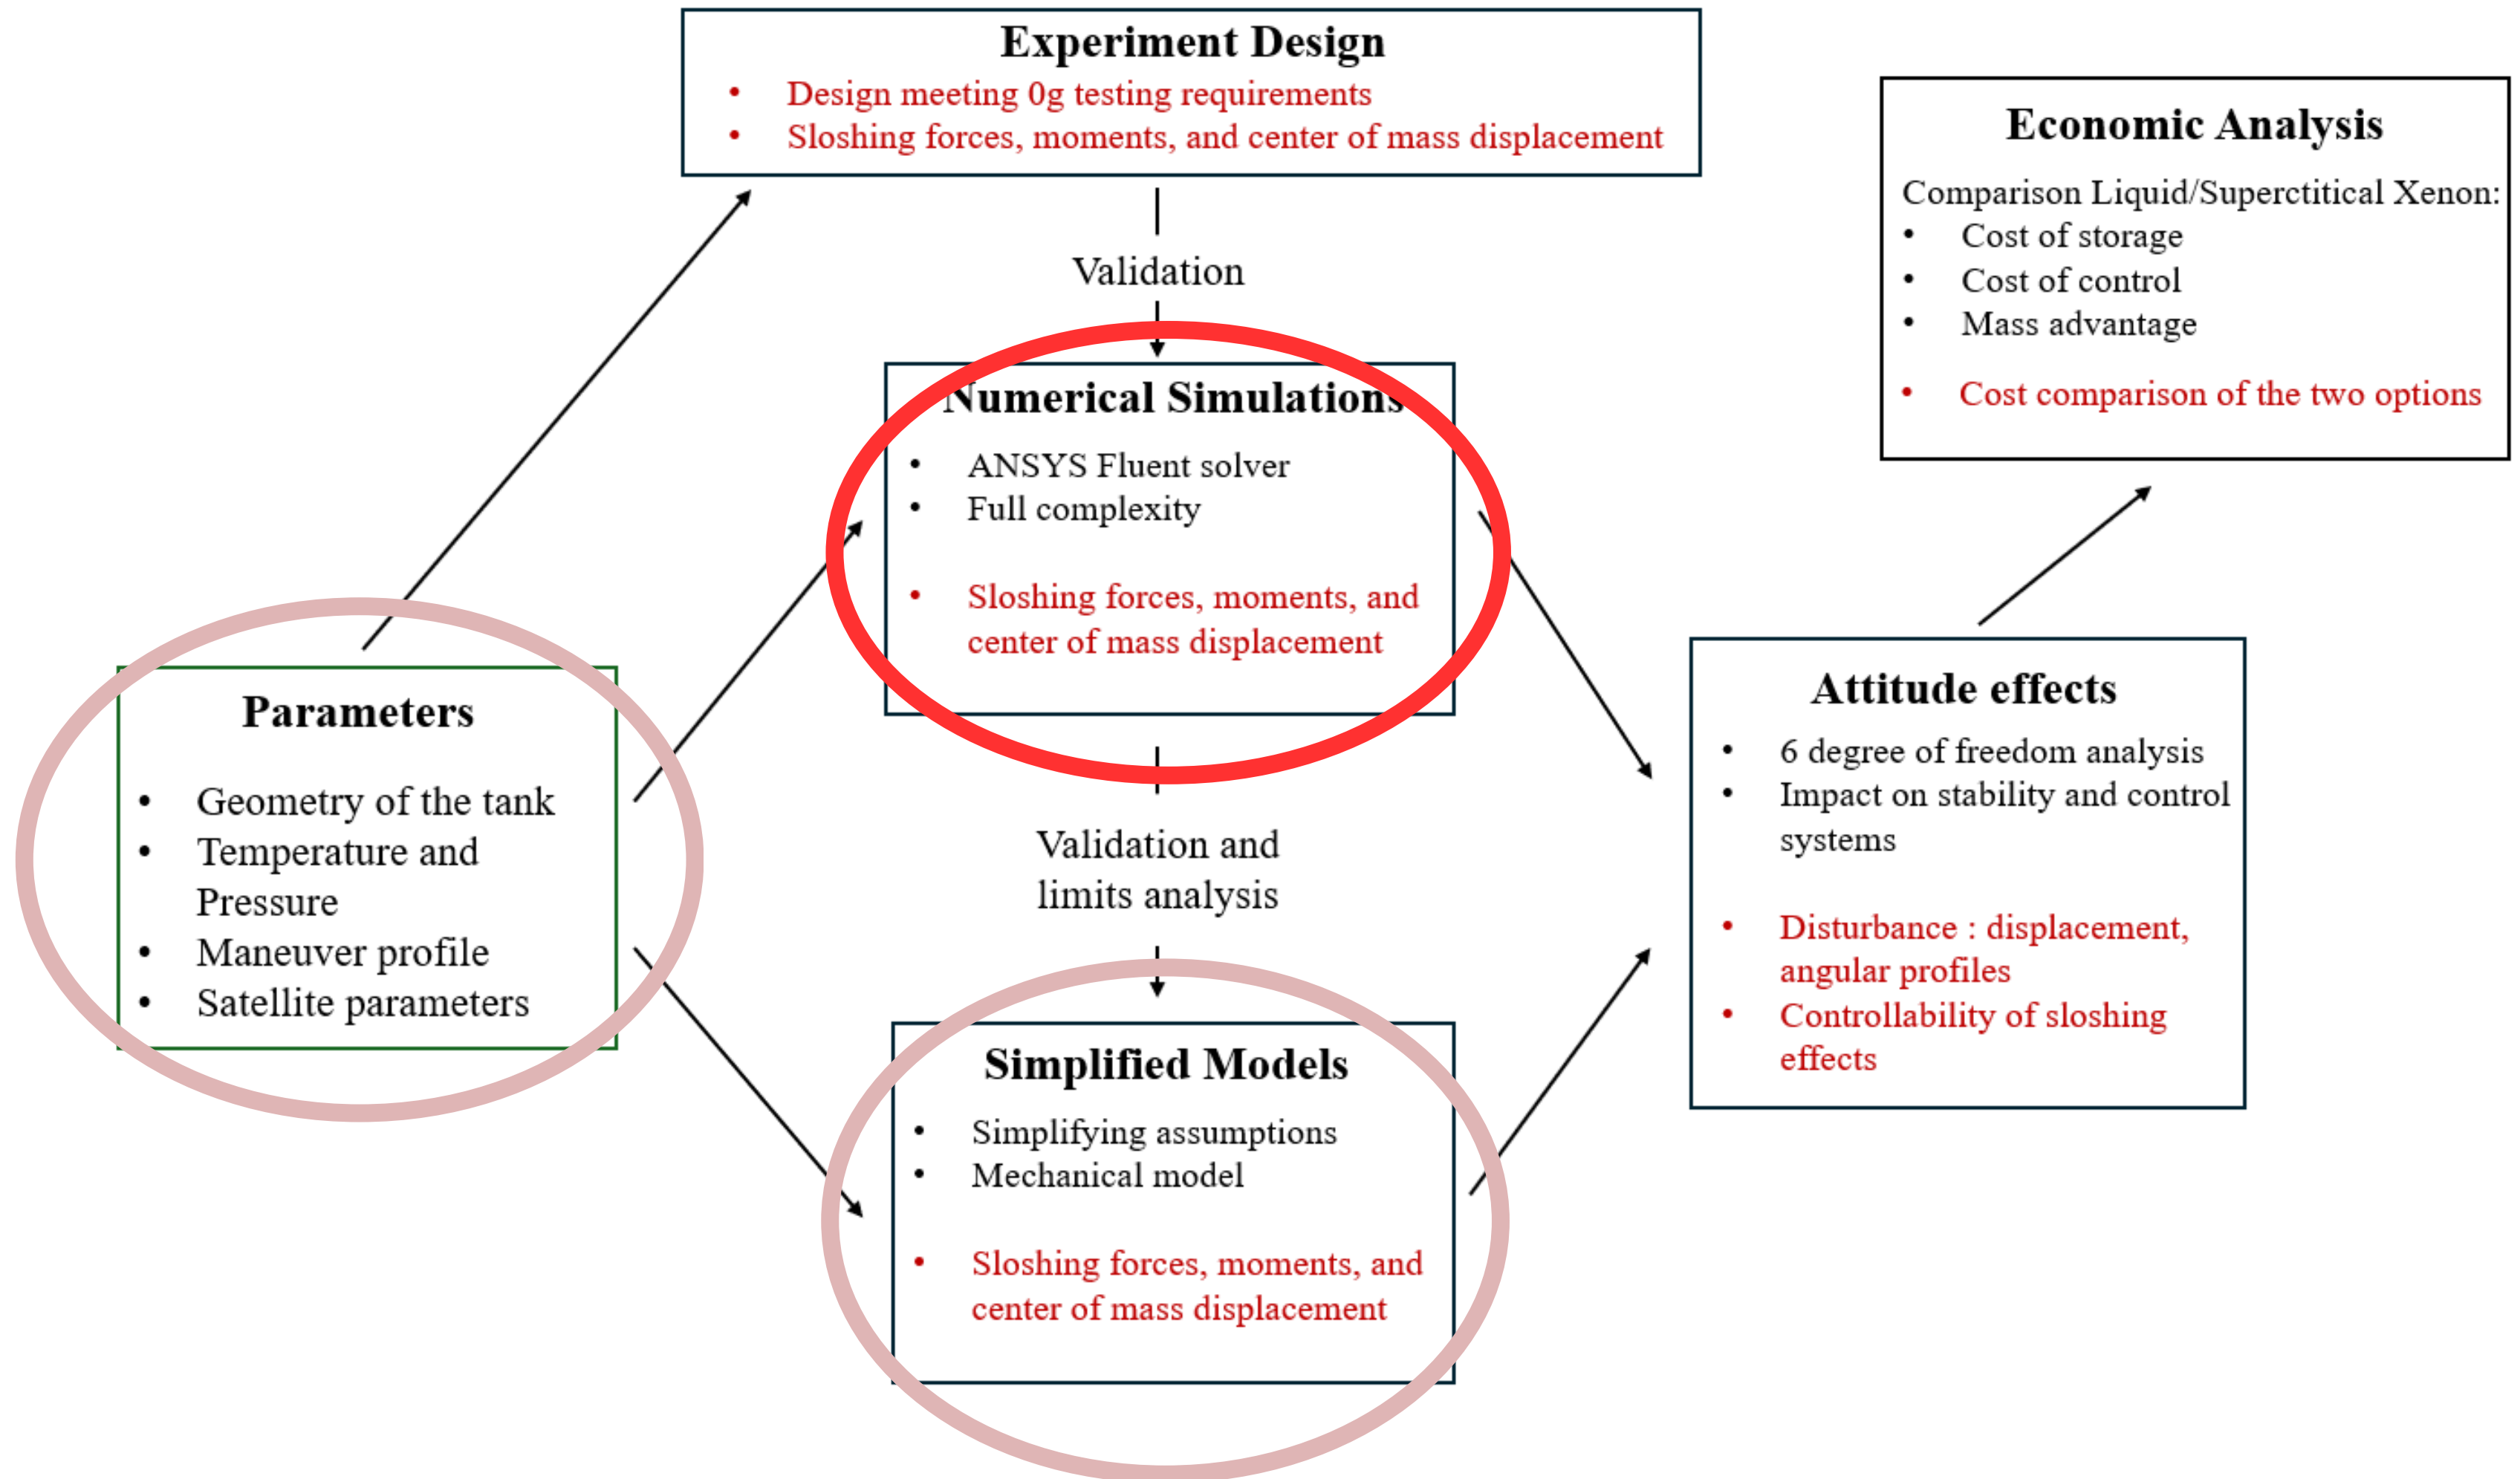 Experiment Design
• Design meeting 0g testing requirements
• Sloshing forces, moments, and center of mass displacement
Validation
Numerical Simulations
• ANSYS Fluent solver
• Full complexity
• Sloshing forces, moments, and
center of mass displacement
Validation and
limits analysis
Parameters
• Geometry of the tank
• Temperature and
Pressure
• Maneuver profile
• Satellite parameters
Simplified Models
• Simplifying assumptions
• Mechanical model
• Sloshing forces, moments, and
center of mass displacement
Attitude effects
• 6 degree of freedom analysis
• Impact on stability and control
systems
• Disturbance : displacement,
angular profiles
• Controllability of sloshing
effects
Economic Analysis
Comparison Liquid/Superctitical Xenon:
• Cost of storage
• Cost of control
• Mass advantage
• Cost comparison of the two options